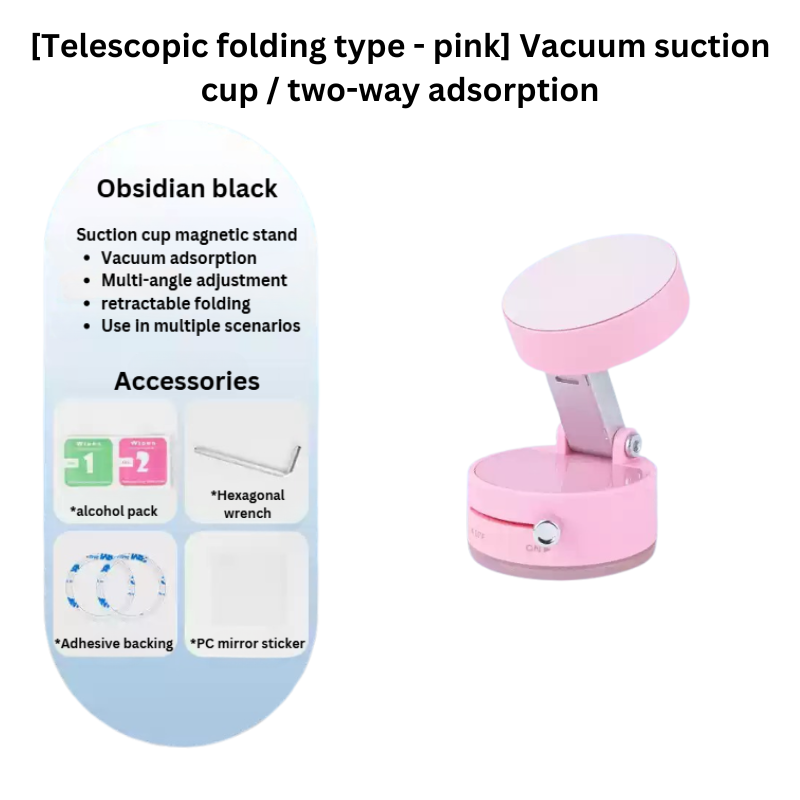 [Telescopic folding type - pink] Vacuum suction
cup / two-way adsorption
Obsidian black
Suction cup magnetic stand
• Vacuum adsorption
• Multi-angle adjustment
• retractable folding
• Use in multiple scenarios
Accessories
Wipes
1
Wipes
2
*alcohol pack
*Hexagonal
wrench
*Adhesive backing
*PC mirror sticker